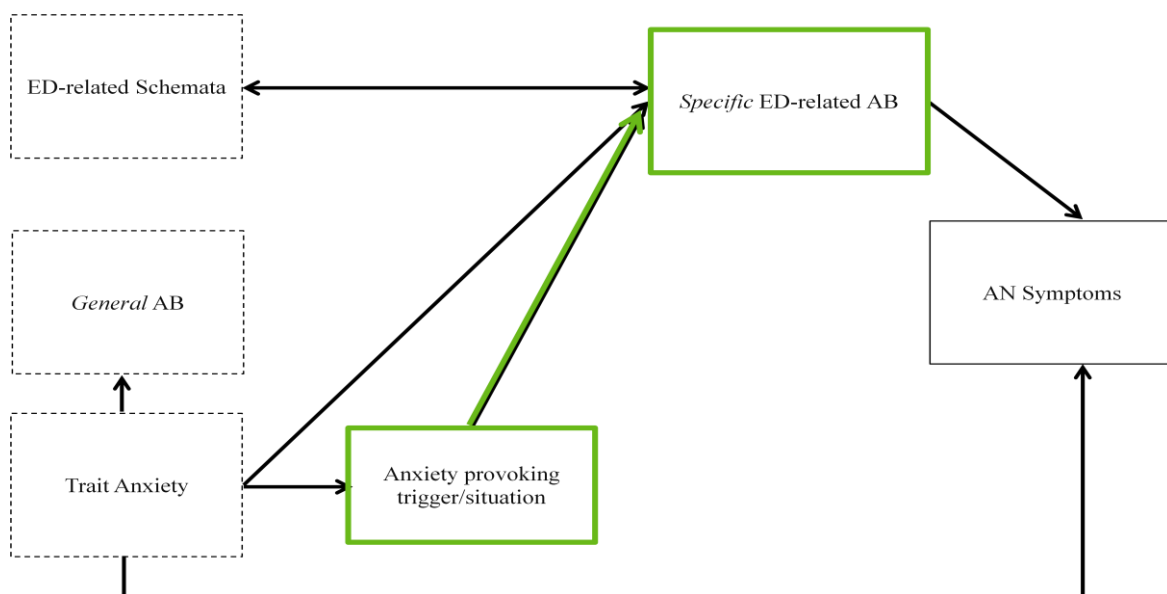 ED-related Schemata
Specific ED-related AB
General AB
AN Symptoms
Trait Anxiety
Anxiety provoking
trigger/situation